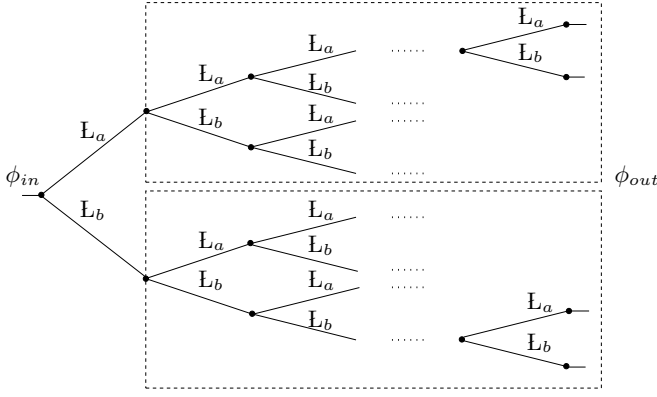 Ł_a
Ł_a ...... Ł_b
Ł_a
Ł_b
Ł_b Ł_a ......
Ł_a ......
Ł_b
......
ϕ_in ϕ_out
Ł_b
Ł_a ......
Ł_a
Ł_b
......
Ł_b Ł_a ......
Ł_a
Ł_b
...... Ł_b